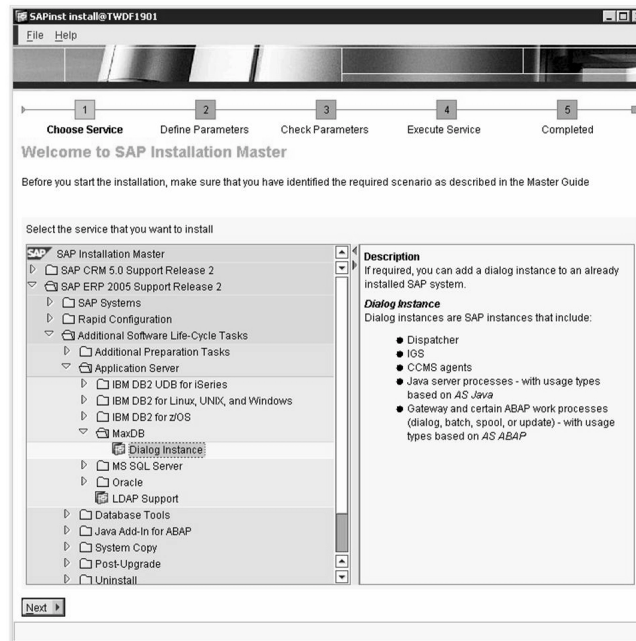 SAPinst install@TWDF1901
File Help
1 2 3 4 5
Choose Service Define Parameters Check Parameters Execute Service Completed
Welcome to SAP Installation Master
Before you start the installation, make sure that you have identified the required scenario as described in the Master Guide
Select the service that you want to install
SAP SAP Installation Master
SAP CRM 5.0 Support Release 2
SAP ERP 2005 Support Release 2
SAP Systems
Rapid Configuration
Additional Software Life-Cycle Tasks
Additional Preparation Tasks
Application Server
IBM DB2 UDB for iSeries
IBM DB2 for Linux, UNIX, and Windows
IBM DB2 for z/OS
MaxDB
Dialog Instance
MS SQL Server
Oracle
LDAP Support
Database Tools
Java Add-In for ABAP
System Copy
Post-Upgrade
Uninstall
Description
If required, you can add a dialog instance to an already
installed SAP system.
Dialog Instance
Dialog instances are SAP instances that include:
Dispatcher
IGS
CCMS agents
Java server processes - with usage types
based on AS Java
Gateway and certain ABAP work processes
(dialog, batch, spool, or update) - with usage
types based on AS ABAP
Next